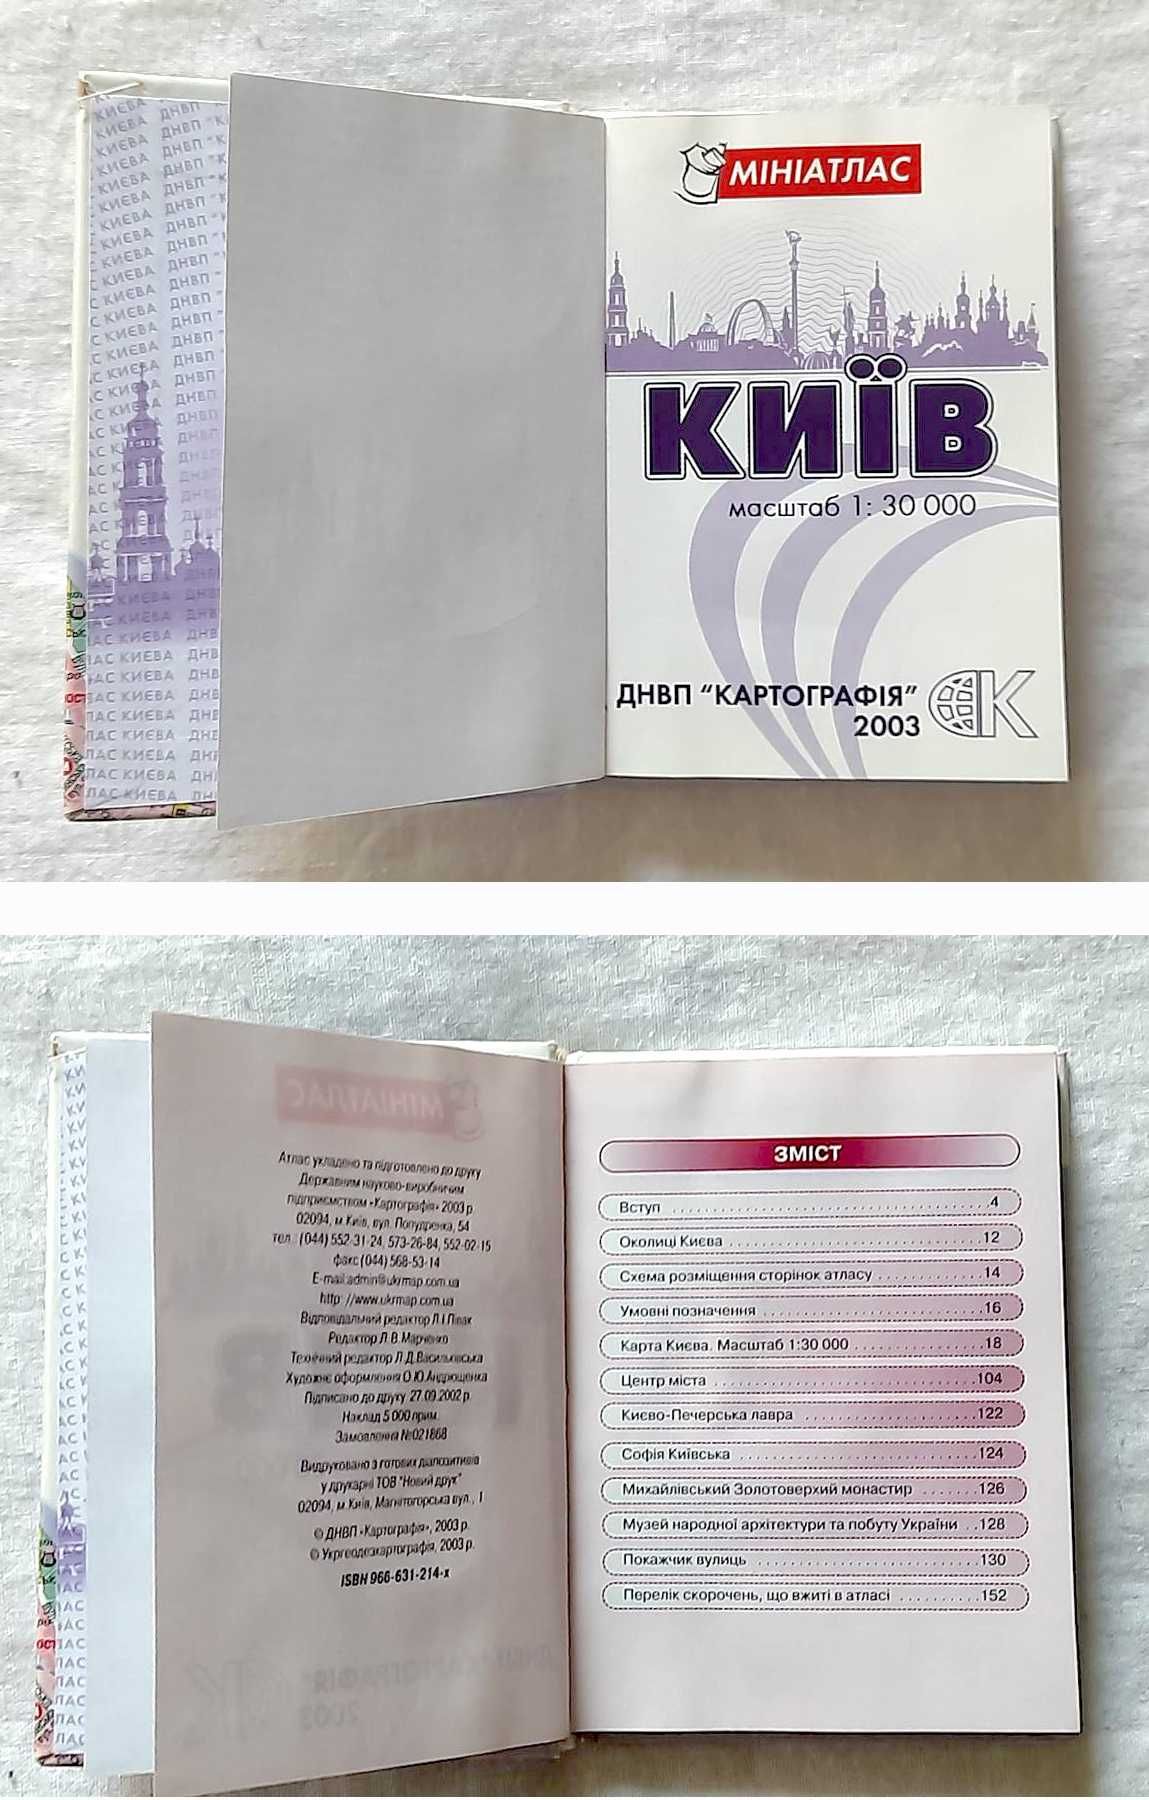 МІНІАТЛАС
КИЇВ
масштаб 1: 30 000
ДНВП “КАРТОГРАФІЯ”
2003
Атлас укладено та підготовлено до друку
Державним науково-виробничим
підприємством «Картографія» 2003 р.
02094, м.Київ, вул. Попудренка, 54
тел.: (044) 552-31-24, 573-26-84, 552-02-15
факс (044) 568-53-14
E-mail:admin@ukrmap.com.ua
http: //www.ukrmap.com.ua
Відповідальний редактор Л.І.Півак
Редактор Л.В.Марченко
Технічний редактор Л.Д.Васильовська
Художнє оформлення О.Ю.Андрющенка
Підписано до друку 27.09.2002 р.
Наклад 5 000 прим.
Замовлення №021868
Видруковано з готових діапозитивів
у друкарні ТОВ "Новий друк"
02094, м.Київ, Магнітогорська вул., 1
© ДНВП «Картографія», 2003 р.
© Укргеодезкартографія, 2003 р.
ISBN 966-631-214-x
ЗМІСТ
Вступ 4
Околиці Києва 12
Схема розміщення сторінок атласу 14
Умовні позначення 16
Карта Києва. Масштаб 1:30 000 18
Центр міста 104
Києво-Печерська лавра 122
Софія Київська 124
Михайлівський Золотоверхий монастир 126
Музей народної архітектури та побуту України 128
Покажчик вулиць 130
Перелік скорочень, що вжиті в атласі 152